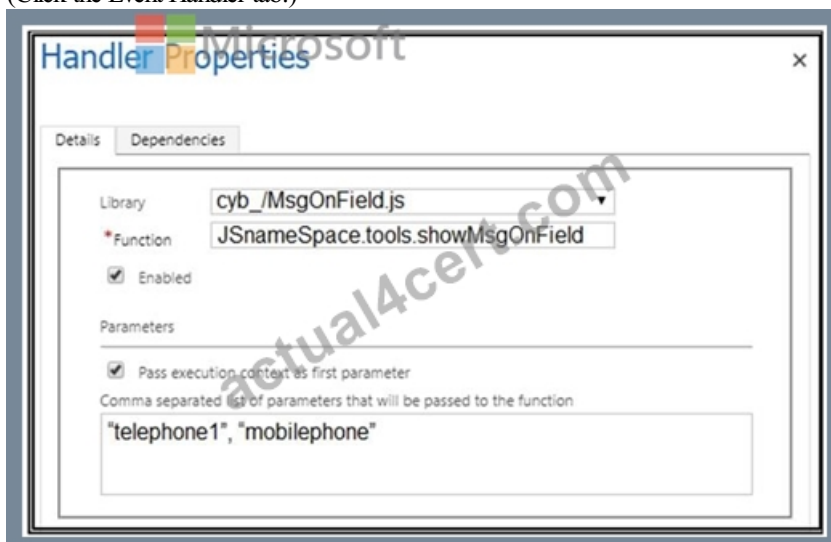 (Click the Event Handler tab.)
Microsoft
Handler Properties
×
Details
Dependencies
Library
cyb_/MsgOnField.js
*Function
JSnameSpace.tools.showMsgOnField
Enabled
Parameters
Pass execution context as first parameter
Comma separated list of parameters that will be passed to the function
"telephone1", "mobilephone"
actual4cert.com